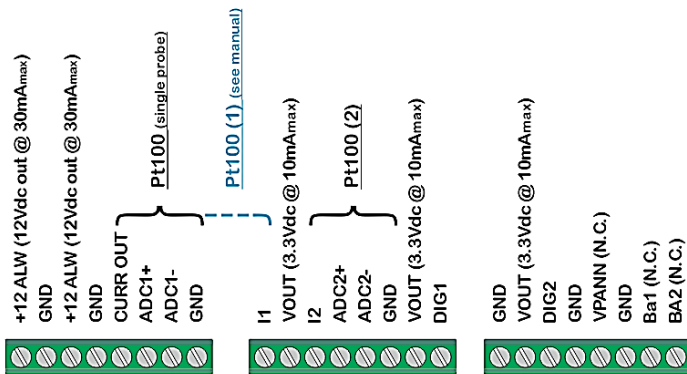 +12 ALW (12Vdc out @ 30mAmax)
GND
+12 ALW (12Vdc out @ 30mAmax)
GND
CURR OUT
ADC1+
ADC1-
GND
Pt100 (single probe)
Pt100 (1) (see manual)
I1
VOUT (3.3Vdc @ 10mAmax)
I2
ADC2+
ADC2-
GND
Pt100 (2)
VOUT (3.3Vdc @ 10mAmax)
DIG1
GND
VOUT (3.3Vdc @ 10mAmax)
DIG2
GND
VPANN (N.C.)
GND
Ba1 (N.C.)
BA2 (N.C.)